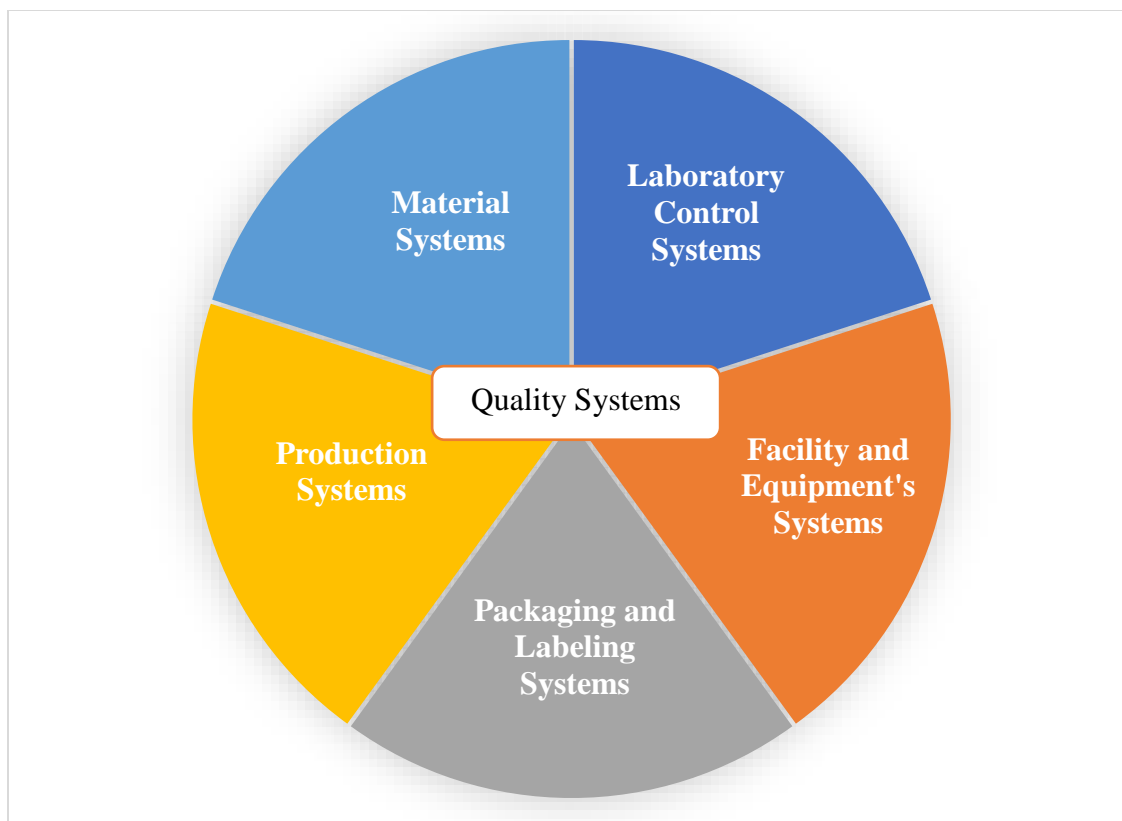 Material
Systems
Laboratory
Control
Systems
Quality Systems
Production
Systems
Facility and
Equipment's
Systems
Packaging and
Labeling
Systems